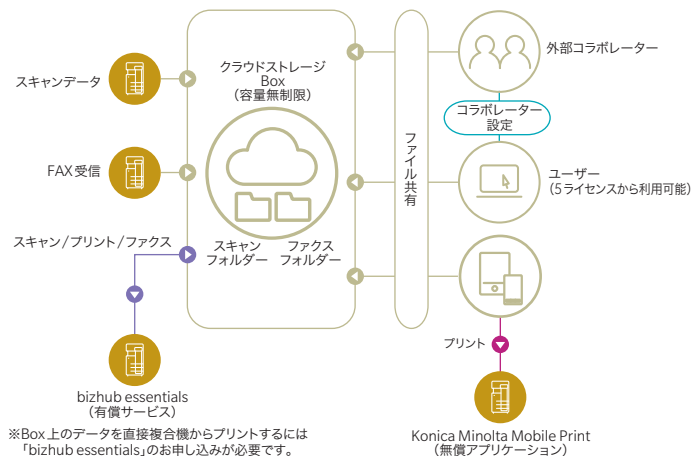 スキャンデータ
FAX受信
スキャン/プリント/ファクス
bizhub essentials
（有償サービス）
※Box上のデータを直接複合機からプリントするには
「bizhub essentials」のお申し込みが必要です。
クラウドストレージ
Box
（容量無制限）
スキャン
フォルダー
ファクス
フォルダー
ファイル共有
外部コラボレーター
コラボレーター
設定
ユーザー
（5ライセンスから利用可能）
プリント
Konica Minolta Mobile Print
（無償アプリケーション）